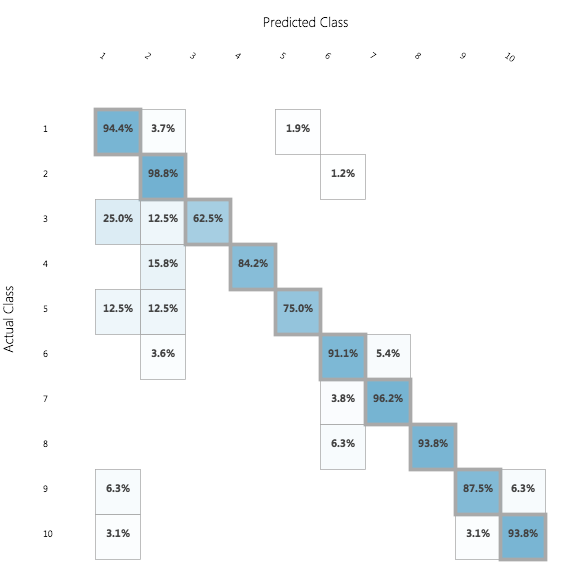 Predicted Class
1 2 3 4 5 6 7 8 9 10
Actual Class
1 94.4% 3.7% 1.9%
2 98.8% 1.2%
3 25.0% 12.5% 62.5%
4 15.8% 84.2%
5 12.5% 12.5% 75.0%
6 3.6% 91.1% 5.4%
7 3.8% 96.2%
8 6.3% 93.8%
9 6.3% 87.5% 6.3%
10 3.1% 3.1% 93.8%